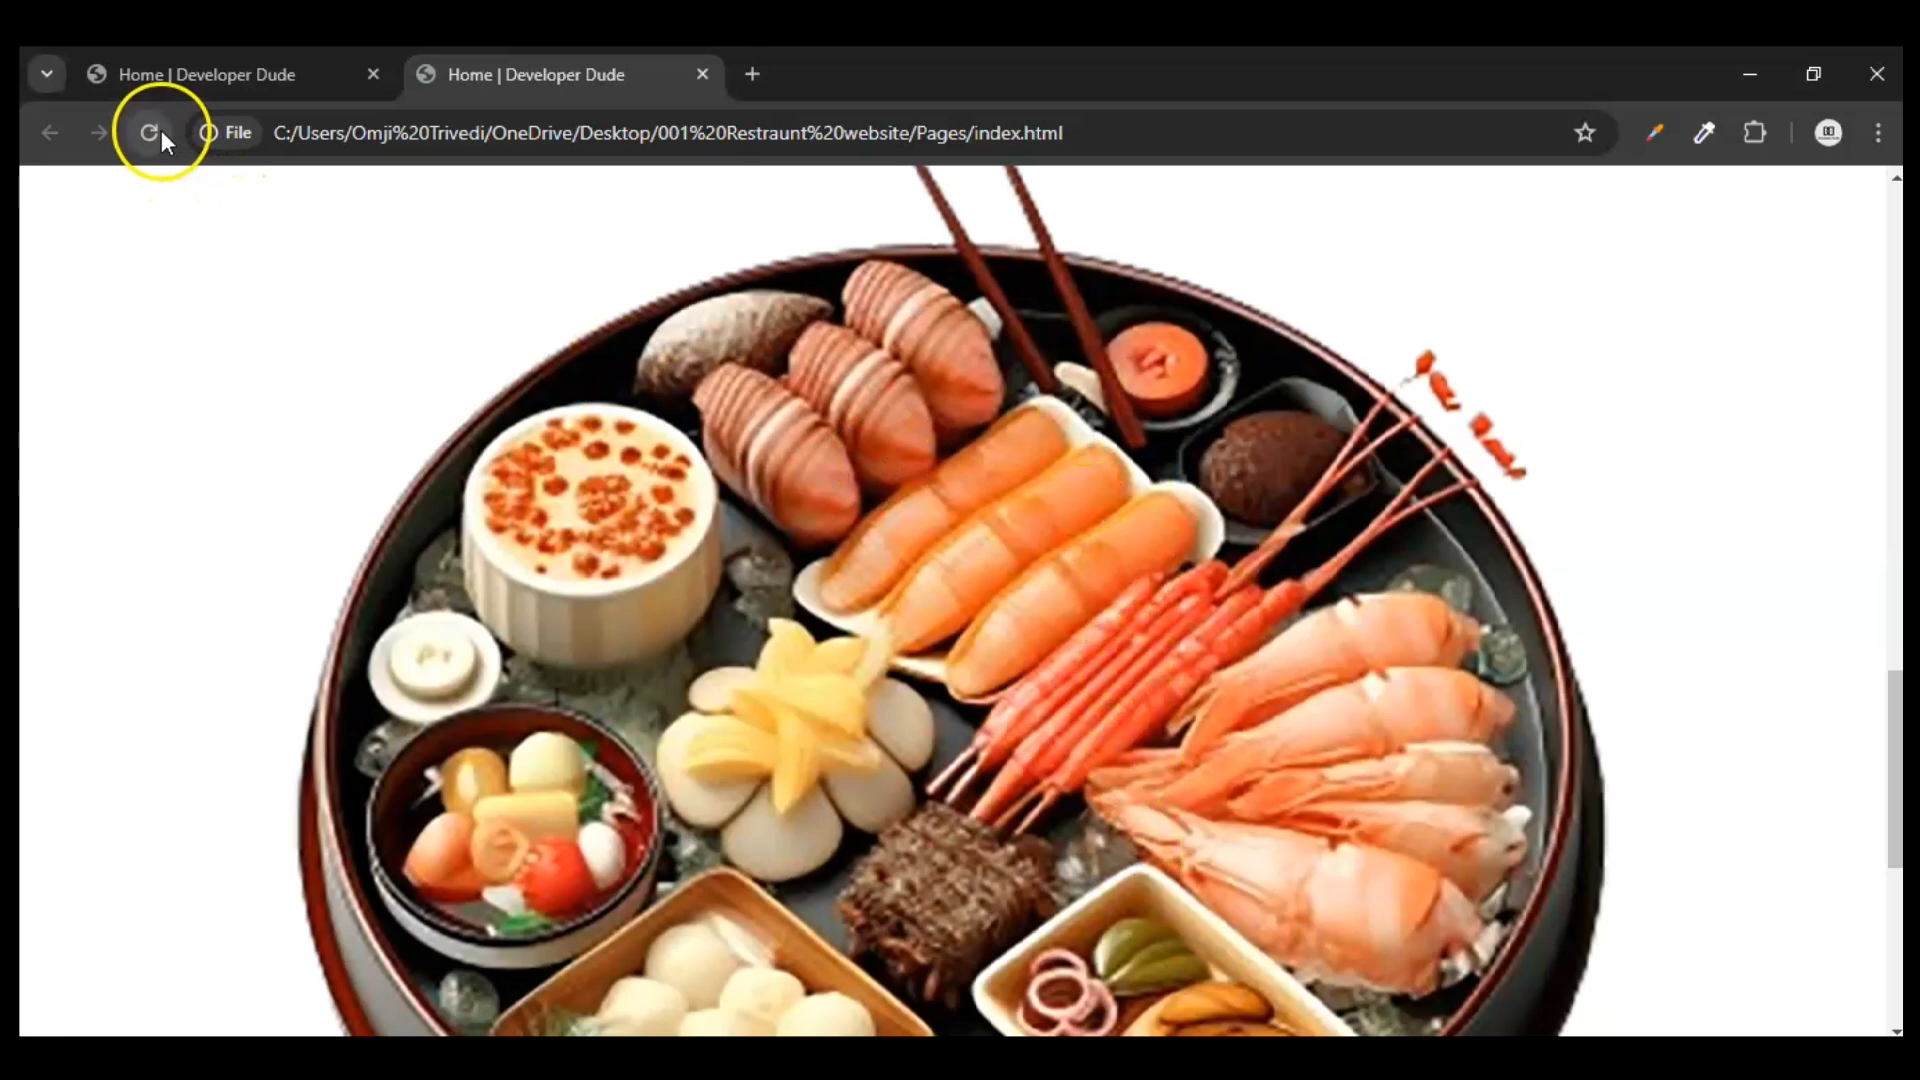 Home | Developer Dude
Home | Developer Dude
File
C:/Users/Omji%20Trivedi/OneDrive/Desktop/001%20Restraunt%20website/Pages/index.html